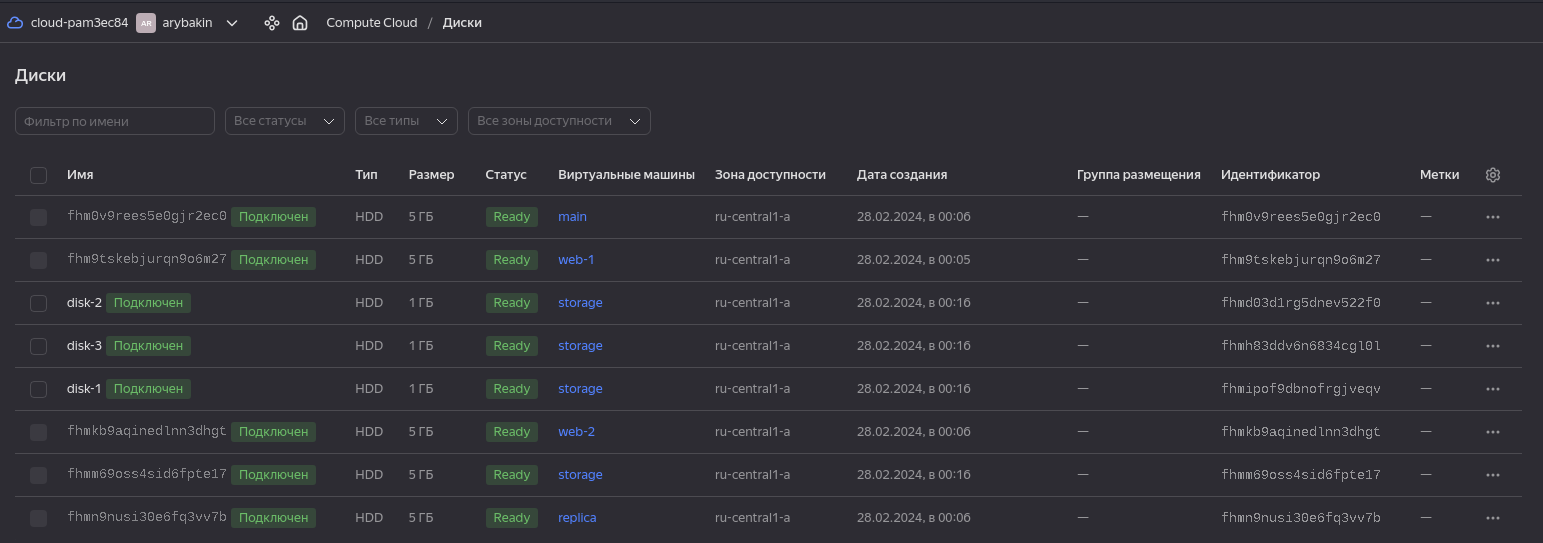 cloud-pam3ec84 AR arybakin Compute Cloud / Диски
Диски
Фильтр по имени Все статусы Все типы Все зоны доступности
Имя Тип Размер Статус Виртуальные машины Зона доступности Дата создания Группа размещения Идентификатор Метки
fhm0v9rees5e0gjr2ec0 Подключен HDD 5 ГБ Ready main ru-central1-a 28.02.2024, в 00:06 — fhm0v9rees5e0gjr2ec0 —
fhm9tskebjurqn9o6m27 Подключен HDD 5 ГБ Ready web-1 ru-central1-a 28.02.2024, в 00:05 — fhm9tskebjurqn9o6m27 —
disk-2 Подключен HDD 1 ГБ Ready storage ru-central1-a 28.02.2024, в 00:16 — fhmd03d1rg5dnev522f0 —
disk-3 Подключен HDD 1 ГБ Ready storage ru-central1-a 28.02.2024, в 00:16 — fhmh83ddv6n6834cgl0l —
disk-1 Подключен HDD 1 ГБ Ready storage ru-central1-a 28.02.2024, в 00:16 — fhmipof9dbnofrgjveqv —
fhmkb9aqinedlnn3dhgt Подключен HDD 5 ГБ Ready web-2 ru-central1-a 28.02.2024, в 00:06 — fhmkb9aqinedlnn3dhgt —
fhmm69oss4sid6fpte17 Подключен HDD 5 ГБ Ready storage ru-central1-a 28.02.2024, в 00:16 — fhmm69oss4sid6fpte17 —
fhmn9nusi30e6fq3vv7b Подключен HDD 5 ГБ Ready replica ru-central1-a 28.02.2024, в 00:06 — fhmn9nusi30e6fq3vv7b —